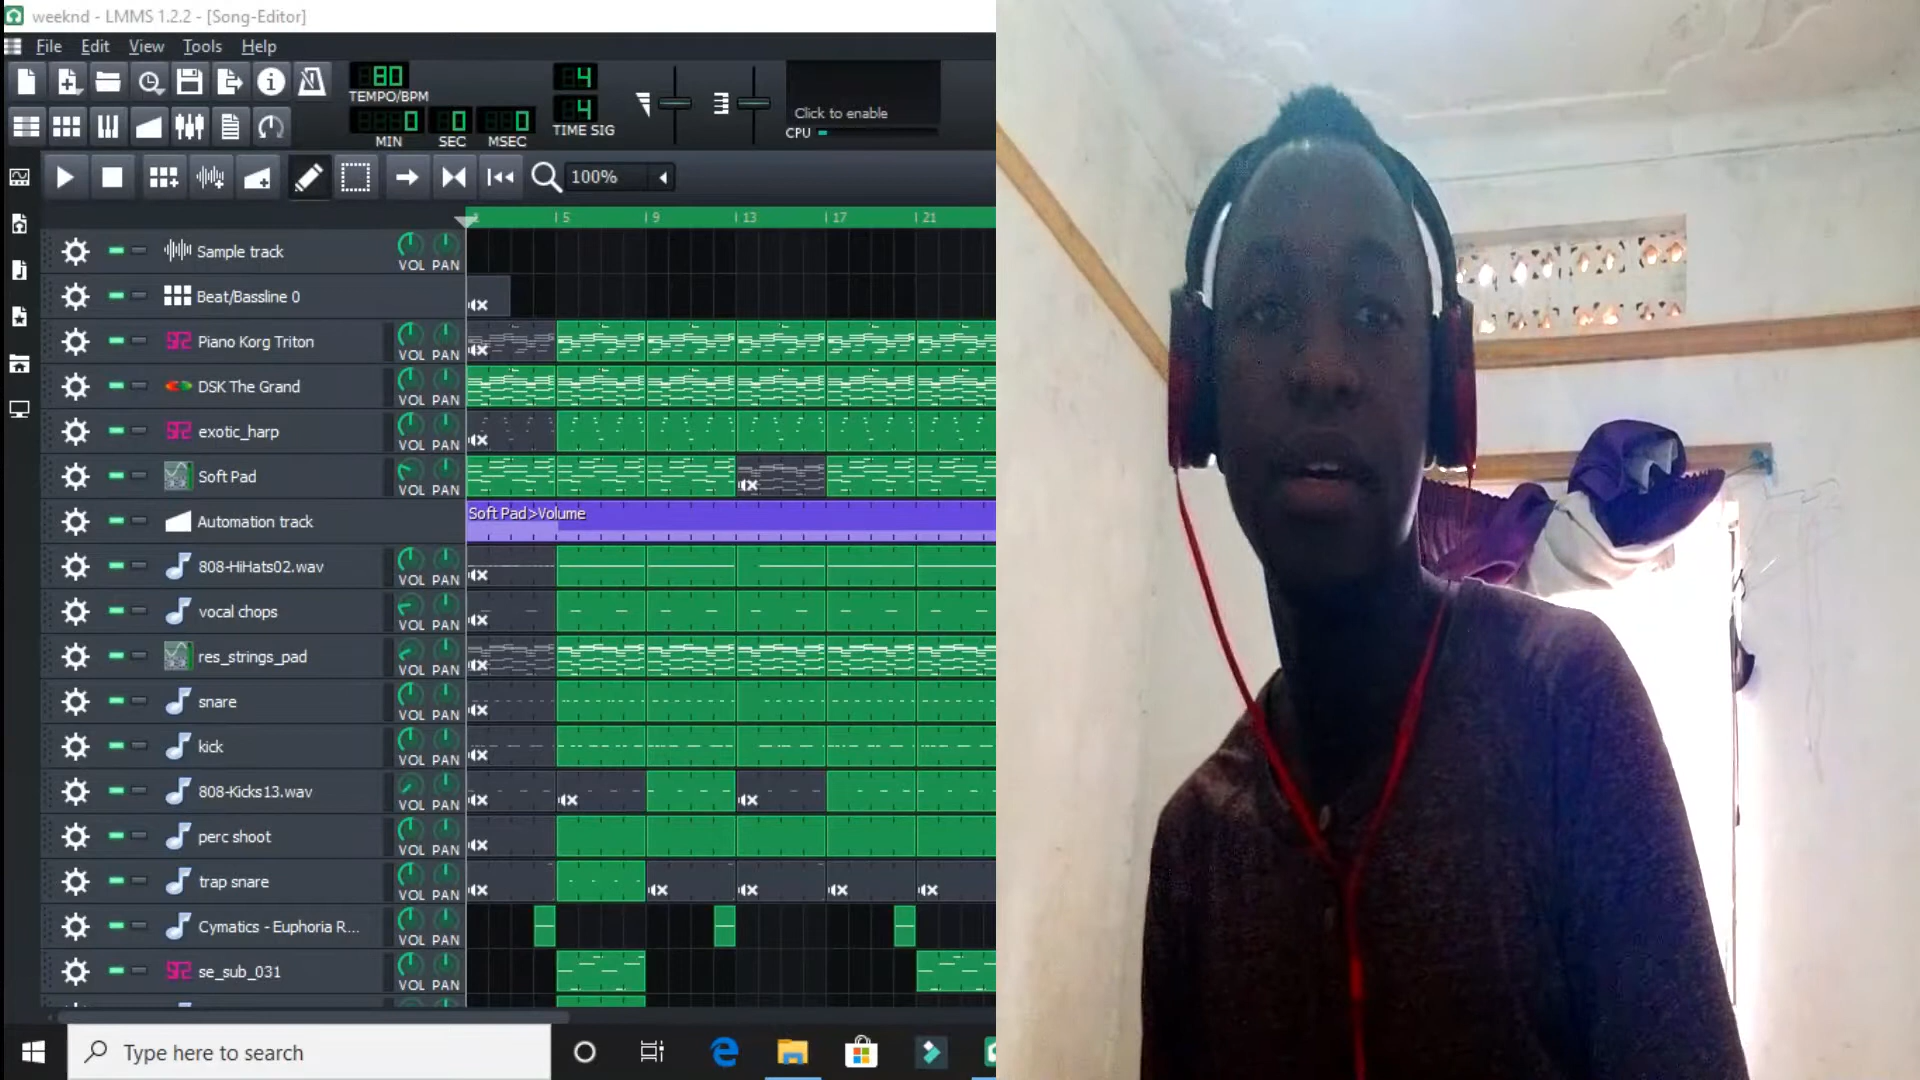 weeknd - LMMS 1.2.2 - [Song-Editor]
File Edit View Tools Help
80
TEMPO/BPM
0 0 0
MIN SEC MSEC
4
4
TIME SIG
Click to enable
CPU
100%
5 9 13 17 21
Sample track VOL PAN
Beat/Bassline 0
Piano Korg Triton VOL PAN
DSK The Grand VOL PAN
exotic_harp VOL PAN
Soft Pad VOL PAN
Automation track Soft Pad>Volume
808-HiHats02.wav VOL PAN
vocal chops VOL PAN
res_strings_pad VOL PAN
snare VOL PAN
kick VOL PAN
808-Kicks13.wav VOL PAN
perc shoot VOL PAN
trap snare VOL PAN
Cymatics - Euphoria R... VOL PAN
se_sub_031 VOL PAN
Type here to search